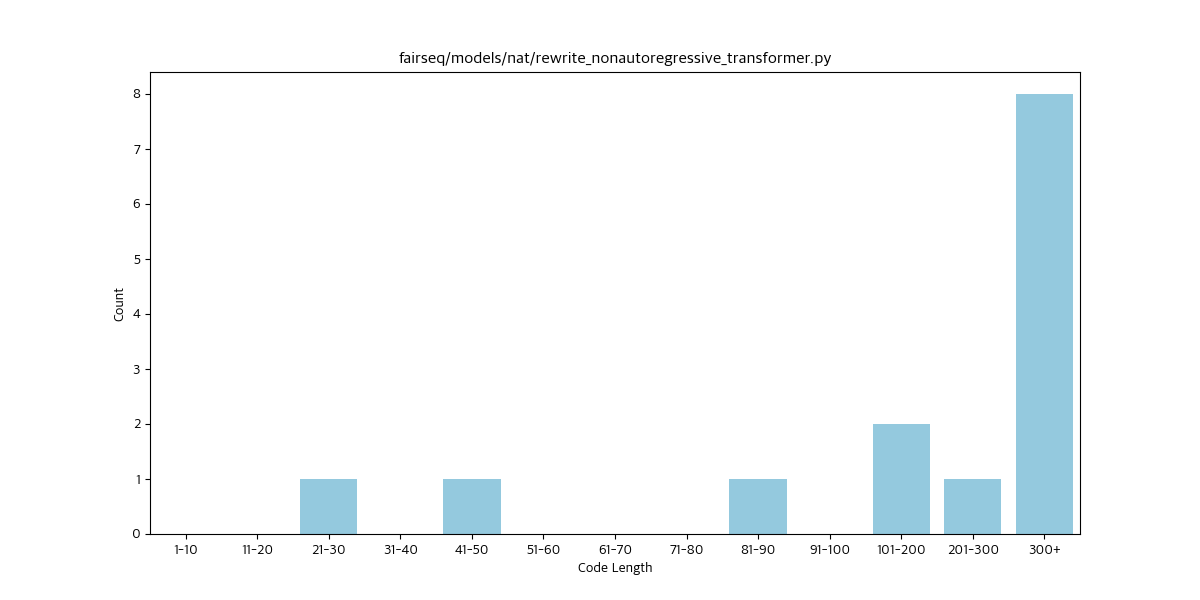 fairseq/models/nat/rewrite_nonautoregressive_transformer.py
8
7
6
5
4
3
2
1
0
Count
1-10 11-20 21-30 31-40 41-50 51-60 61-70 71-80 81-90 91-100 101-200 201-300 300+
Code Length